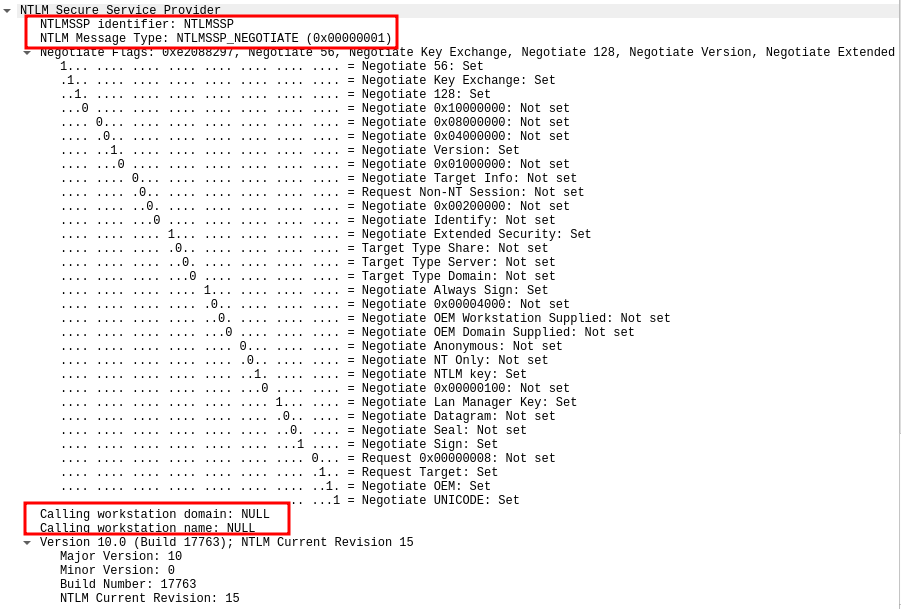 NTLM Secure Service Provider
NTLMSSP identifier: NTLMSSP
NTLM Message Type: NTLMSSP_NEGOTIATE (0x00000001)
Negotiate Flags: 0xe2088297, Negotiate 56, Negotiate Key Exchange, Negotiate 128, Negotiate Version, Negotiate Extended
1... .... .... .... .... .... .... .... = Negotiate 56: Set
.1.. .... .... .... .... .... .... .... = Negotiate Key Exchange: Set
..1. .... .... .... .... .... .... .... = Negotiate 128: Set
...0 .... .... .... .... .... .... .... = Negotiate 0x10000000: Not set
.... 0... .... .... .... .... .... .... = Negotiate 0x08000000: Not set
.... .0.. .... .... .... .... .... .... = Negotiate 0x04000000: Not set
.... ..1. .... .... .... .... .... .... = Negotiate Version: Set
.... ...0 .... .... .... .... .... .... = Negotiate 0x01000000: Not set
.... .... 0... .... .... .... .... .... = Negotiate Target Info: Not set
.... .... .0.. .... .... .... .... .... = Request Non-NT Session: Not set
.... .... ..0. .... .... .... .... .... = Negotiate 0x00200000: Not set
.... .... ...0 .... .... .... .... .... = Negotiate Identify: Not set
.... .... .... 1... .... .... .... .... = Negotiate Extended Security: Set
.... .... .... .0.. .... .... .... .... = Target Type Share: Not set
.... .... .... ..0. .... .... .... .... = Target Type Server: Not set
.... .... .... ...0 .... .... .... .... = Target Type Domain: Not set
.... .... .... .... 1... .... .... .... = Negotiate Always Sign: Set
.... .... .... .... .0.. .... .... .... = Negotiate 0x00004000: Not set
.... .... .... .... ..0. .... .... .... = Negotiate OEM Workstation Supplied: Not set
.... .... .... .... ...0 .... .... .... = Negotiate OEM Domain Supplied: Not set
.... .... .... .... .... 0... .... .... = Negotiate Anonymous: Not set
.... .... .... .... .... .0.. .... .... = Negotiate NT Only: Not set
.... .... .... .... .... ..1. .... .... = Negotiate NTLM key: Set
.... .... .... .... .... ...0 .... .... = Negotiate 0x00000100: Not set
.... .... .... .... .... .... 1... .... = Negotiate Lan Manager Key: Set
.... .... .... .... .... .... .0.. .... = Negotiate Datagram: Not set
.... .... .... .... .... .... ..0. .... = Negotiate Seal: Not set
.... .... .... .... .... .... ...1 .... = Negotiate Sign: Set
.... .... .... .... .... .... .... 0... = Request 0x00000008: Not set
.... .... .... .... .... .... .... .1.. = Request Target: Set
.... .... .... .... .... .... .... ..1. = Negotiate OEM: Set
.. ...1 = Negotiate UNICODE: Set
Calling workstation domain: NULL
Calling workstation name: NULL
Version 10.0 (Build 17763); NTLM Current Revision 15
Major Version: 10
Minor Version: 0
Build Number: 17763
NTLM Current Revision: 15